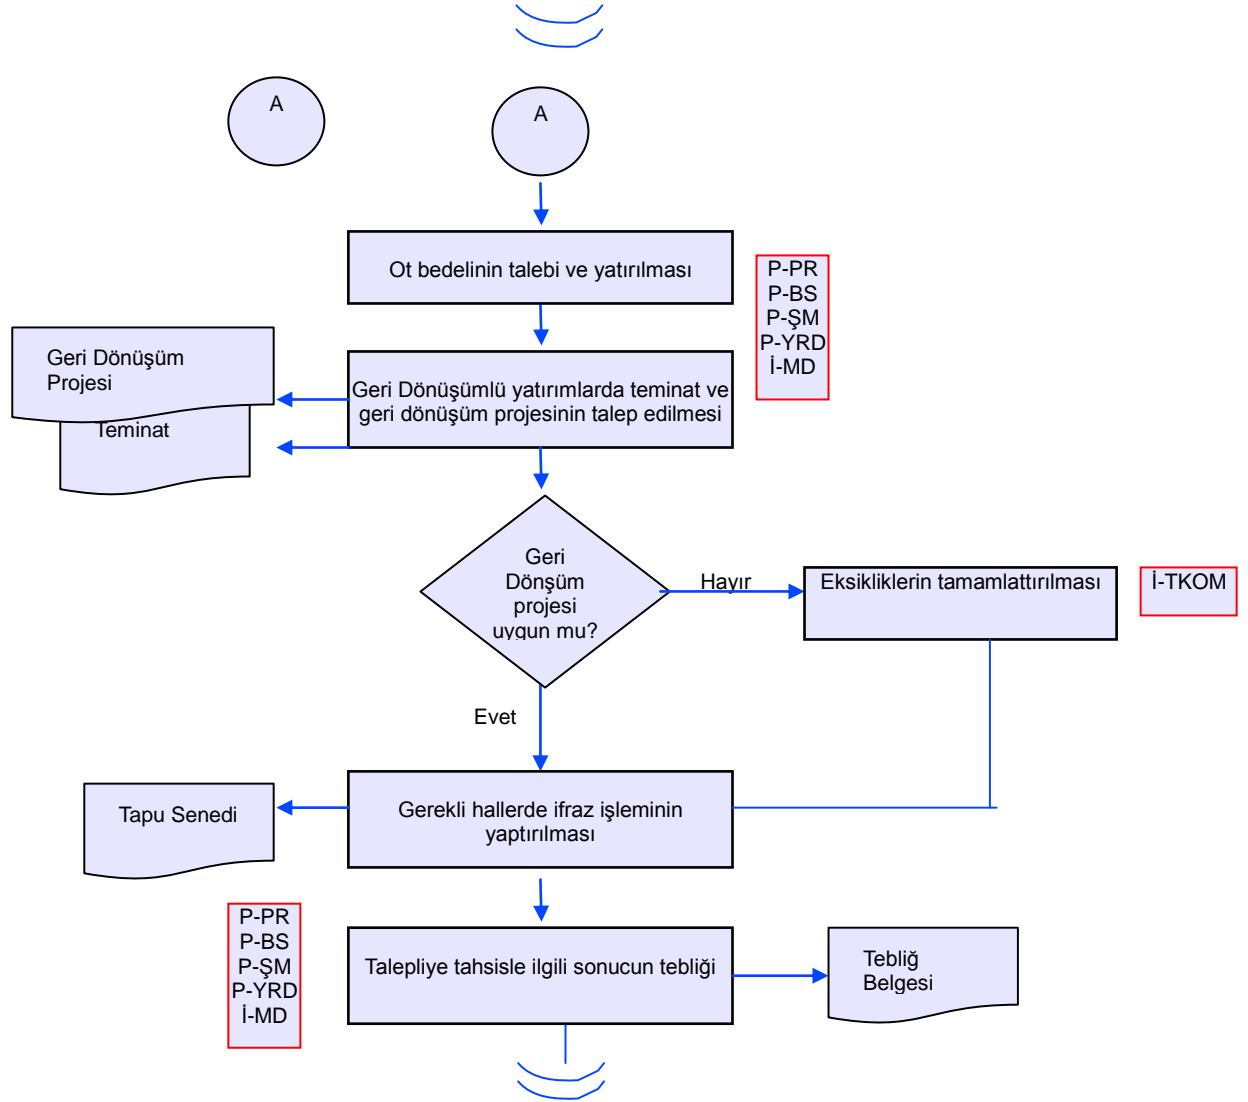 A
A
Ot bedelinin talebi ve yatırılması
P-PR
P-BS
P-ŞM
P-YRD
İ-MD
Geri Dönüşüm
Projesi
Teminat
Geri Dönüşümlü yatırımlarda teminat ve
geri dönüşüm projesinin talep edilmesi
Geri
Dönşüm
projesi
uygun mu?
Hayır
Eksikliklerin tamamlattırılması
İ-TKOM
Evet
Tapu Senedi
Gerekli hallerde ifraz işleminin
yaptırılması
P-PR
P-BS
P-ŞM
P-YRD
İ-MD
Talepliye tahsisle ilgili sonucun tebliği
Tebliğ
Belgesi